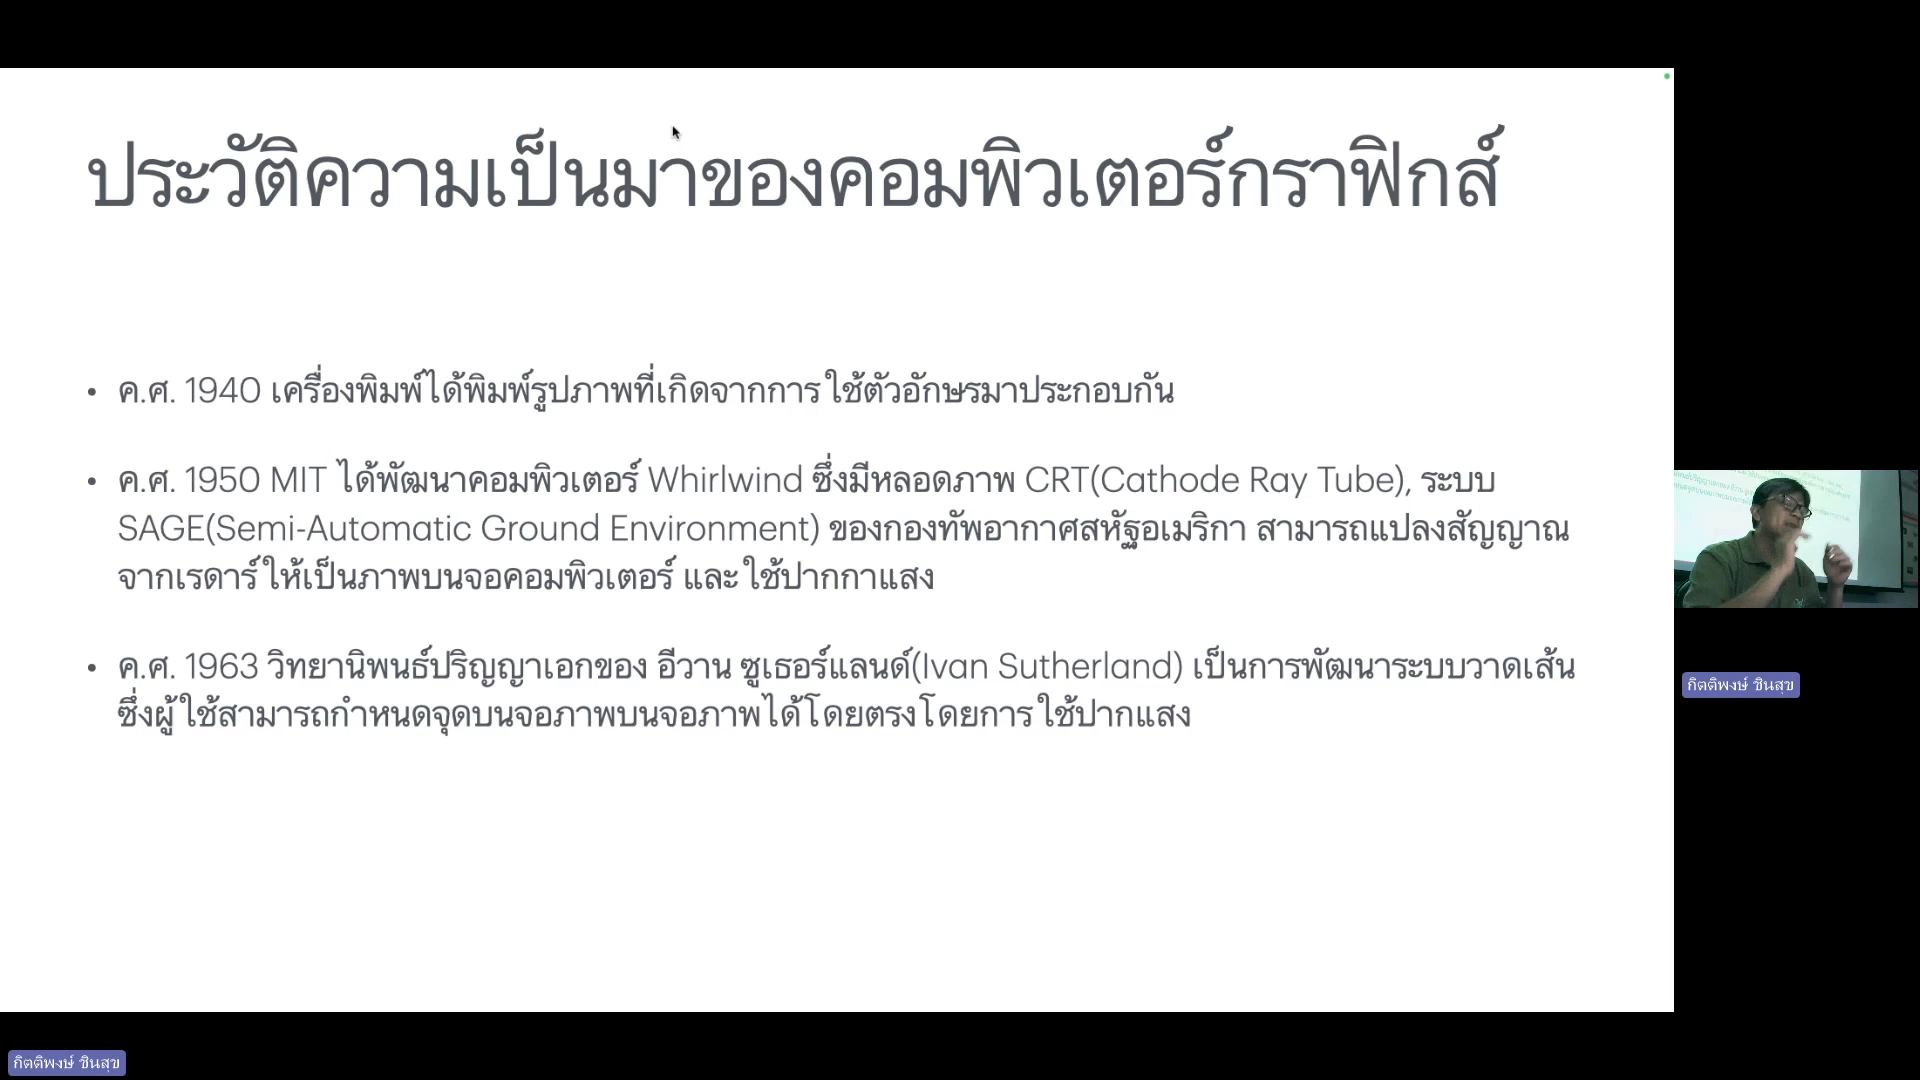 ประวัติความเป็นมาของคอมพิวเตอร์กราฟิกส์
• ค.ศ. 1940 เครื่องพิมพ์ได้พิมพ์รูปภาพที่เกิดจากการใช้ตัวอักษรมาประกอบกัน
• ค.ศ. 1950 MIT ได้พัฒนาคอมพิวเตอร์ Whirlwind ซึ่งมีหลอดภาพ CRT(Cathode Ray Tube), ระบบ
SAGE(Semi-Automatic Ground Environment) ของกองทัพอากาศสหัฐอเมริกา สามารถแปลงสัญญาณ
จากเรดาร์ให้เป็นภาพบนจอคอมพิวเตอร์ และใช้ปากกาแสง
• ค.ศ. 1963 วิทยานิพนธ์ปริญญาเอกของ อีวาน ซูเธอร์แลนด์(Ivan Sutherland) เป็นการพัฒนาระบบวาดเส้น
ซึ่งผู้ใช้สามารถกำหนดจุดบนจอภาพบนจอภาพได้โดยตรงโดยการใช้ปากแสง
กิตติพงษ์ ชินสุข
กิตติพงษ์ ชินสุข